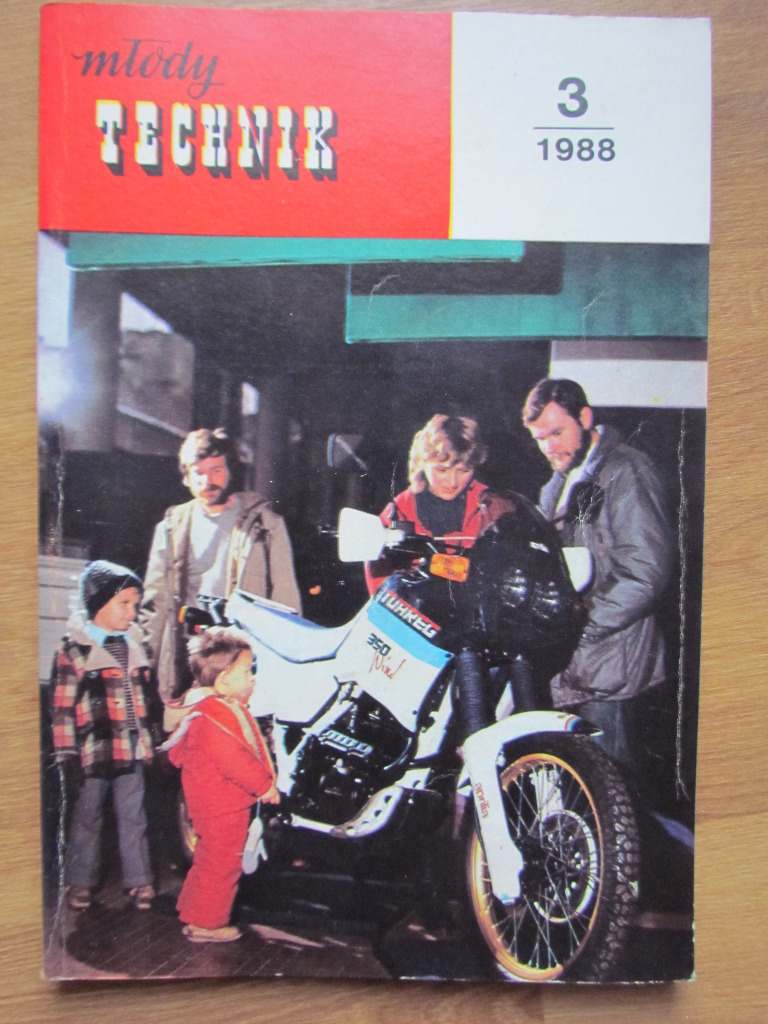 młody
TECHNIK
3
1988
TUAREG
350
Wind
aprilia